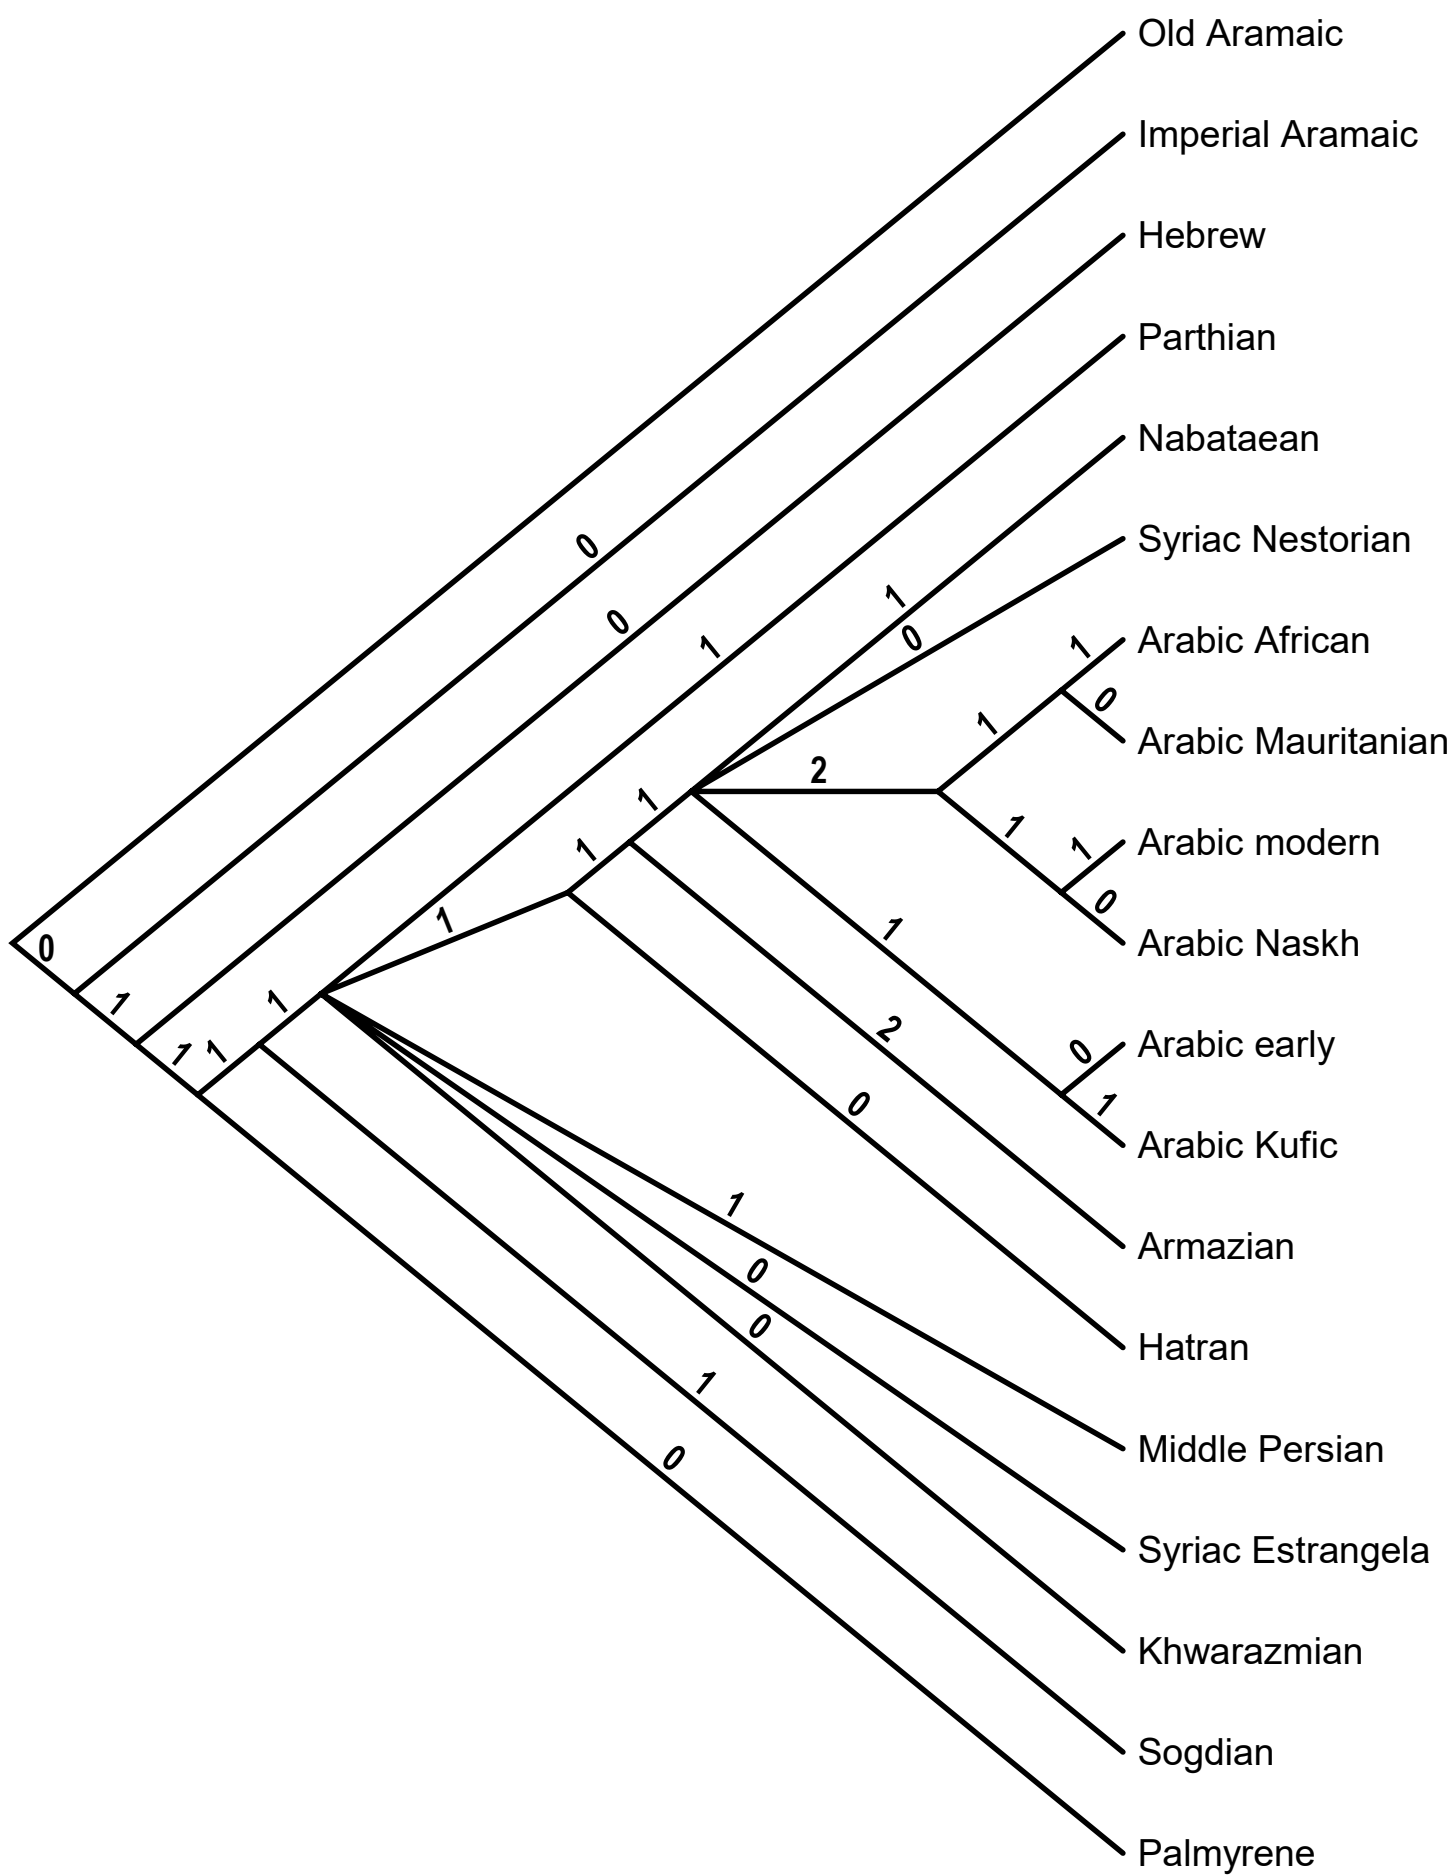 Old Aramaic
Imperial Aramaic
Hebrew
Parthian
Nabataean
0
Syriac Nestorian
1
0
0
1
Arabic African
1
0
1
Arabic Mauritanian
2
1
1
1
1
Arabic modern
1
0
1
1
Arabic Naskh
0
1
1
1
1
2
0
Arabic early
0
1
Arabic Kufic
1
Armazian
0
0
Hatran
1
Middle Persian
0
Syriac Estrangela
Khwarazmian
Sogdian
Palmyrene